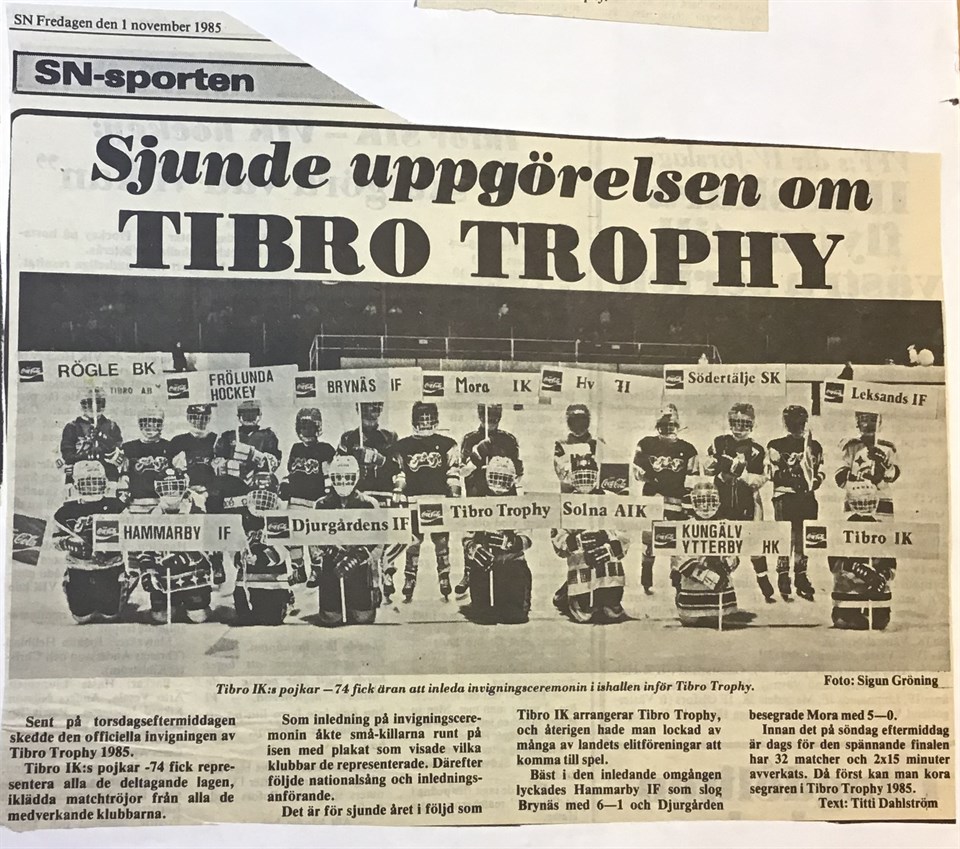 SN Fredagen den 1 november 1985
SN-sporten
Sjunde uppgörelsen om
TIBRO TROPHY
RÖGLE BK
TIBRO AB
FRÖLUNDA
HOCKEY
BRYNÄS IF
Mora IK
Hv
Södertälje SK
Leksands IF
HAMMARBY IF
Djurgårdens IF
Tibro Trophy
Solna AIK
KUNGÄLV
YTTERBY HK
Tibro IK
Coca-Cola
Tibro IK:s pojkar — 74 fick äran att inleda invigningsceremonin i ishallen inför Tibro Trophy.
Foto: Sigun Gröning
Sent på torsdagseftermiddagen
skedde den officiella invigningen av
Tibro Trophy 1985.
Tibro IK:s pojkar -74 fick repre-
sentera alla de deltagande lagen,
iklädda matchtröjor från alla de
medverkande klubbarna.
Som inledning på invigningscere-
monin åkte små-killarna runt på
isen med plakat som visade vilka
klubbar de representerade. Därefter
följde nationalsång och inlednings-
anförande.
Det är för sjunde året i följd som
Tibro IK arrangerar Tibro Trophy,
och återigen hade man lockad av
många av landets elitföreningar att
komma till spel.
Bäst i den inledande omgången
lyckades Hammarby IF som slog
Brynäs med 6—1 och Djurgården
besegrade Mora med 5—0.
Innan det på söndag eftermiddag
är dags för den spännande finalen
har 32 matcher och 2x15 minuter
avverkats. Då först kan man kora
segraren i Tibro Trophy 1985.
Text: Titti Dahlström